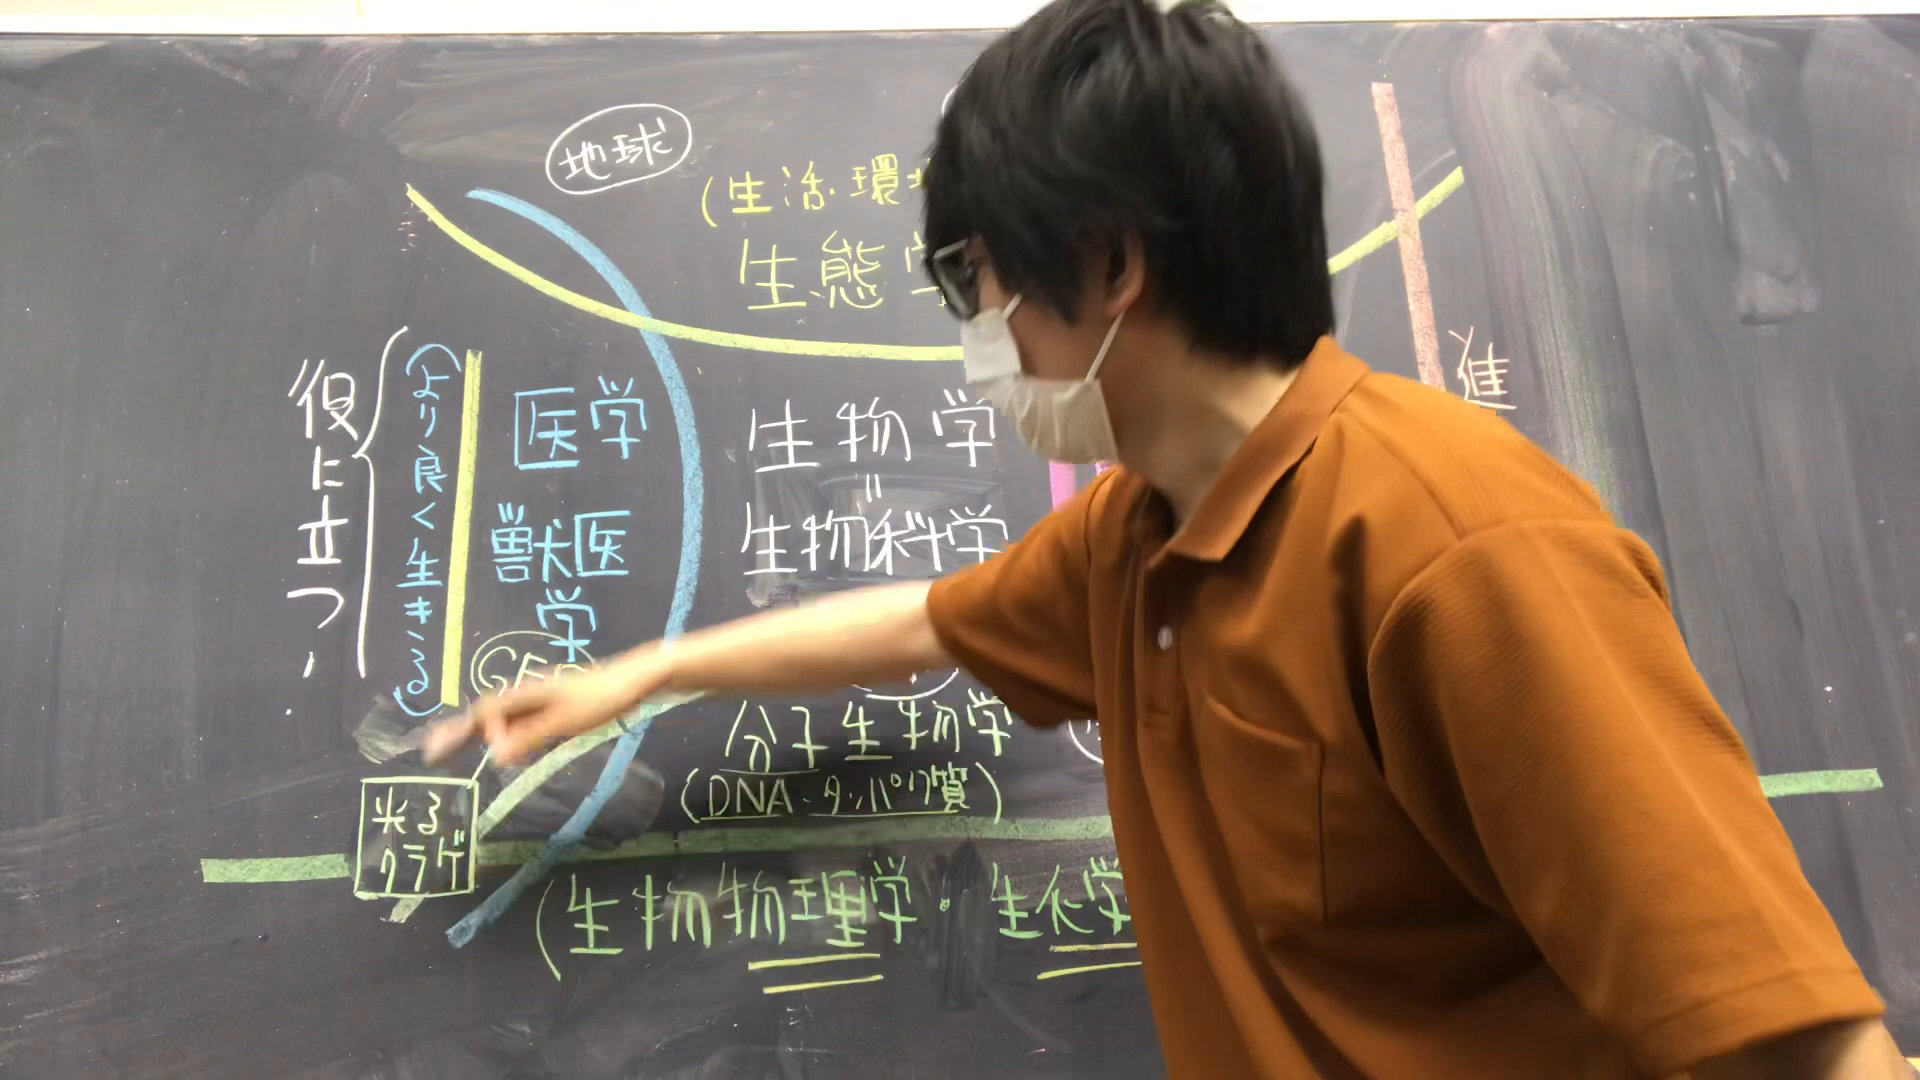 地球
(生活・環
生態学
役に立つ
(より良く生きる)
医学
獣医
学
生物学
=
生物科学
進
分子生物学
(DNA・タンパク質)
光る
クラゲ
(生物物理学・生化学